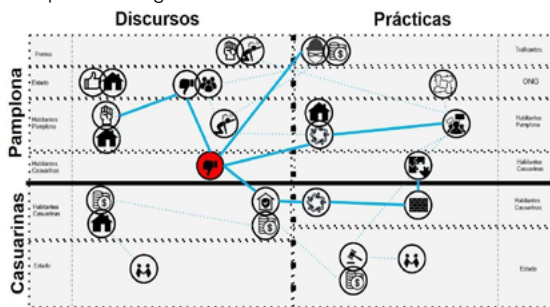 Discursos Prácticas
Prensa Traficantes
Estado ONG
Habitantes Habitantes
Pamplona Pamplona
Habitantes Habitantes
Casuarinas Casuarinas
Habitantes Habitantes
Casuarinas Casuarinas
Estado Estado
Pamplona
Casuarinas